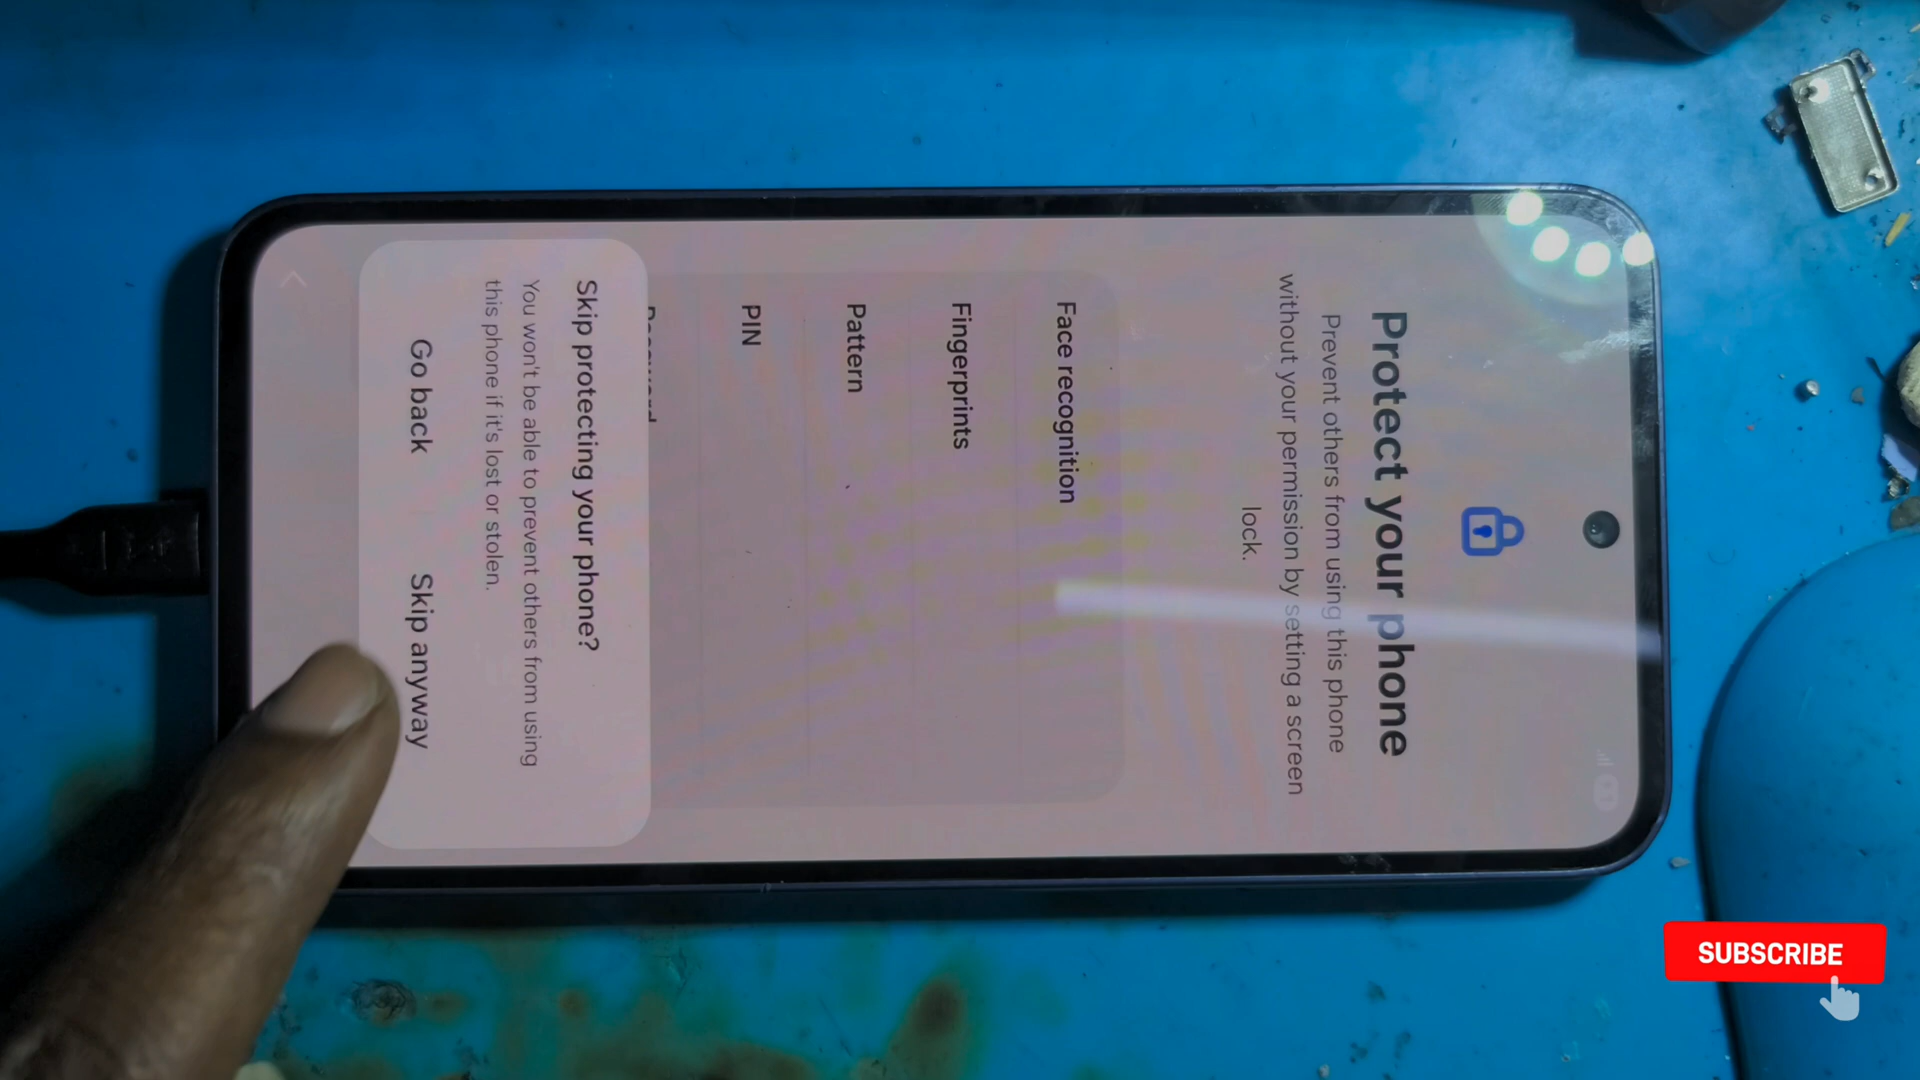 Protect your phone
Prevent others from using this phone
without your permission by setting a screen
lock.
Face recognition
Fingerprints
Pattern
PIN
Skip protecting your phone?
You won't be able to prevent others from using
this phone if it's lost or stolen.
Go back
Skip anyway
SUBSCRIBE